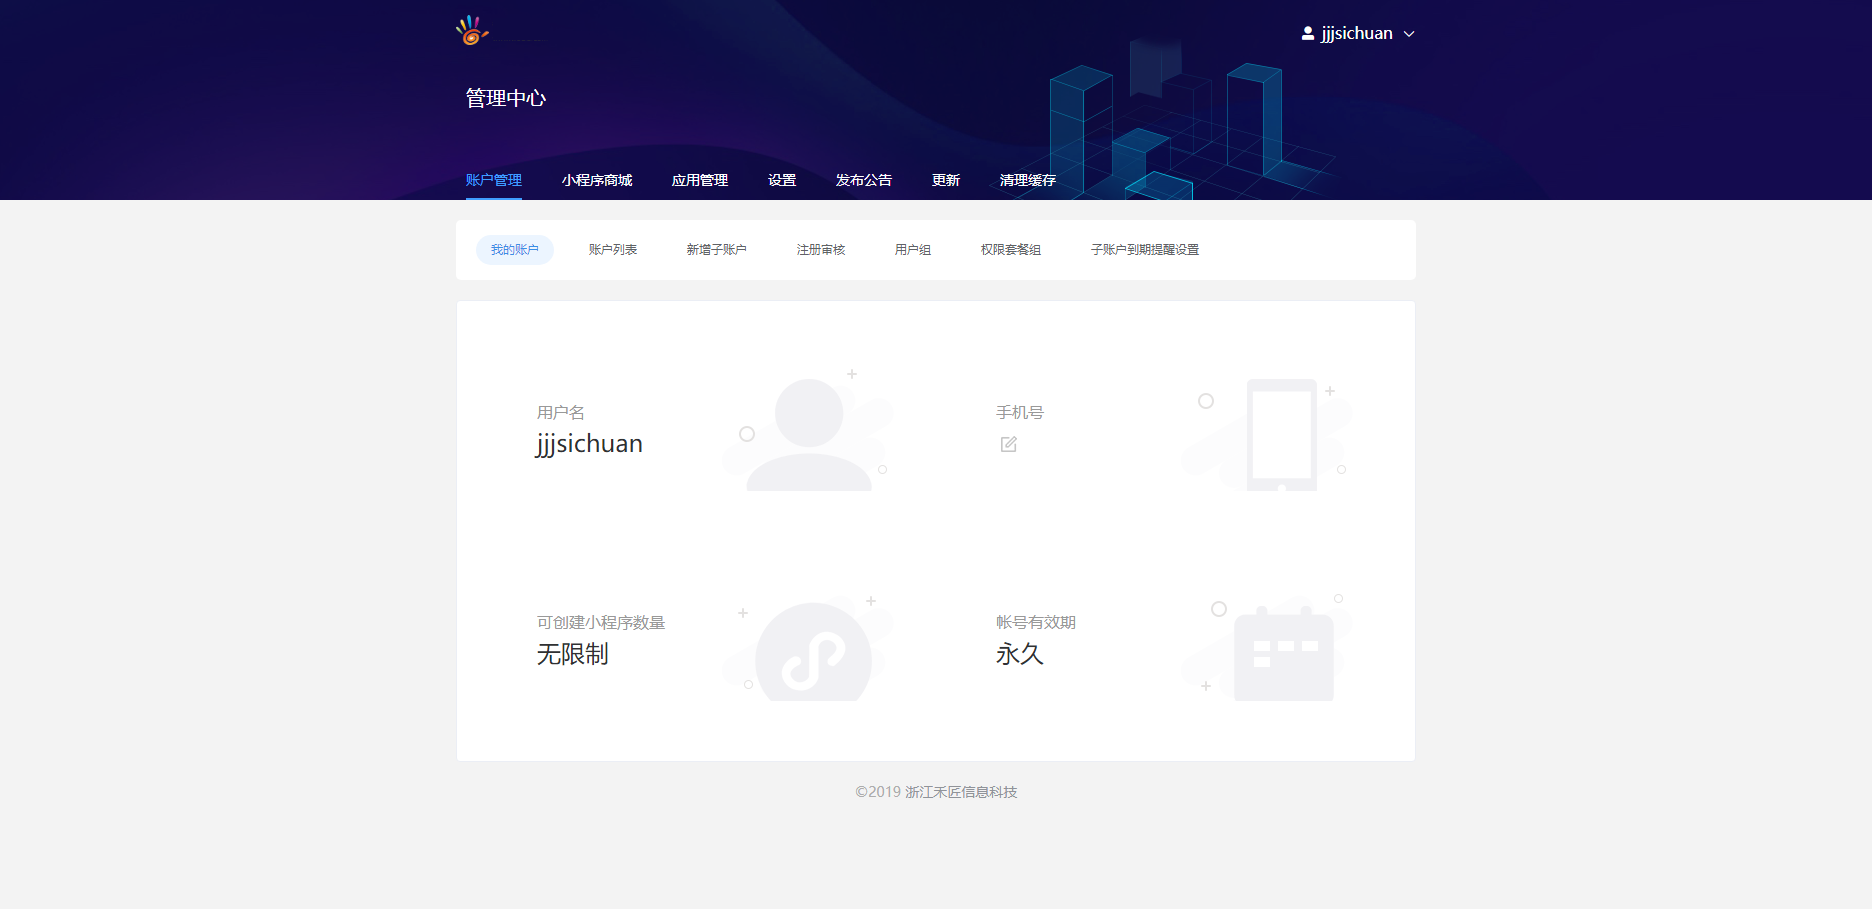 jjjsichuan
管理中心
账户管理 小程序商城 应用管理 设置 发布公告 更新 清理缓存
我的账户 账户列表 新增子账户 注册审核 用户组 权限套餐组 子账户到期提醒设置
用户名
jjjsichuan
手机号
可创建小程序数量
无限制
帐号有效期
永久
©2019 浙江禾匠信息科技